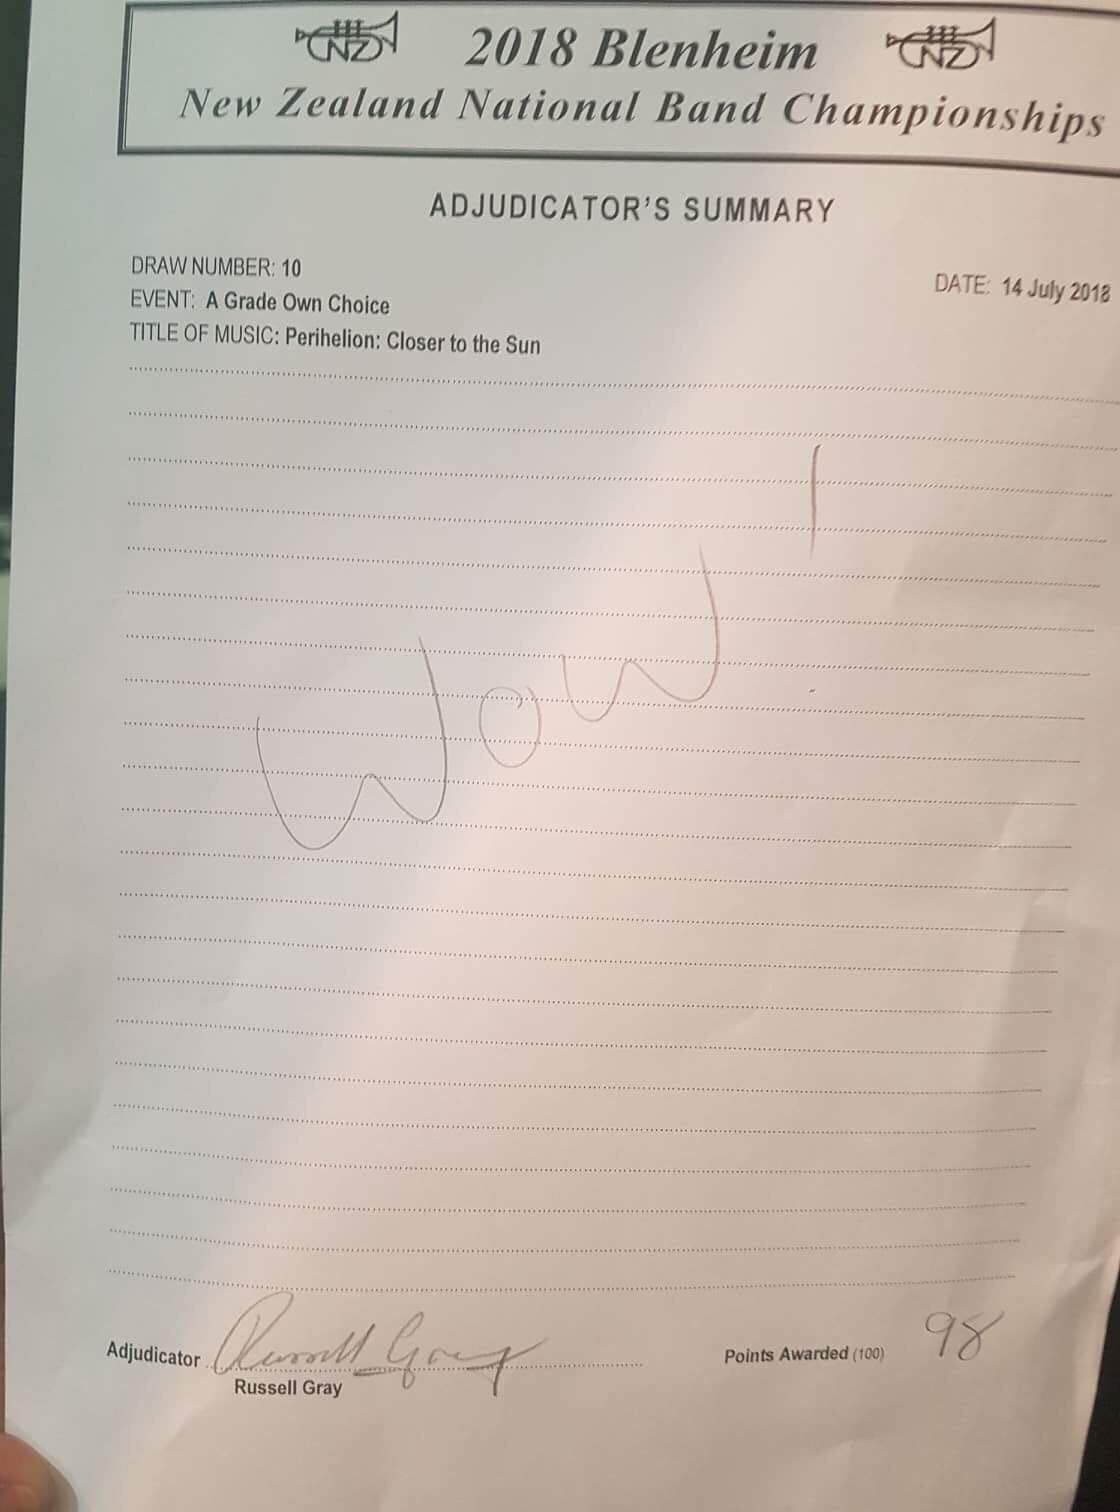 NZ 2018 Blenheim NZ
New Zealand National Band Championships
ADJUDICATOR'S SUMMARY
DRAW NUMBER: 10
DATE: 14 July 2018
EVENT: A Grade Own Choice
TITLE OF MUSIC: Perihelion: Closer to the Sun
WoW!
Adjudicator Russell Gray
Points Awarded (100) 98
Russell Gray